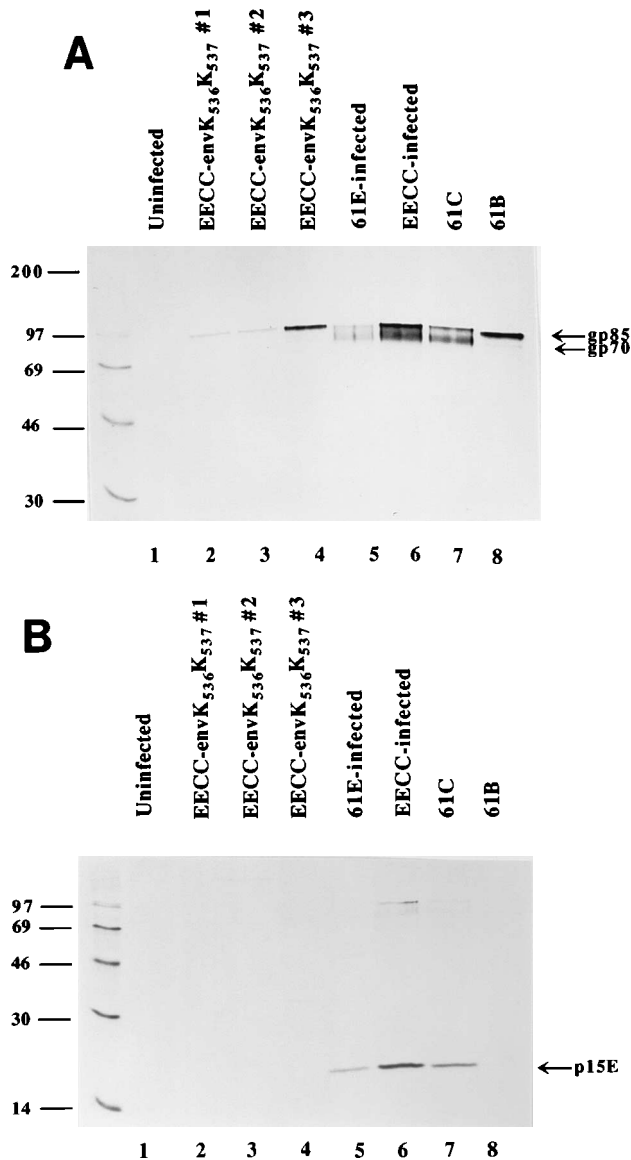 A
Uninfected
EECC-envK536K537 #1
EECC-envK536K537 #2
EECC-envK536K537 #3
61E-infected
EECC-infected
61C
61B
200
97
69
46
30
gp85
gp70
1 2 3 4 5 6 7 8
B
Uninfected
EECC-envK536K537 #1
EECC-envK536K537 #2
EECC-envK536K537 #3
61E-infected
EECC-infected
61C
61B
97
69
46
30
14
p15E
1 2 3 4 5 6 7 8